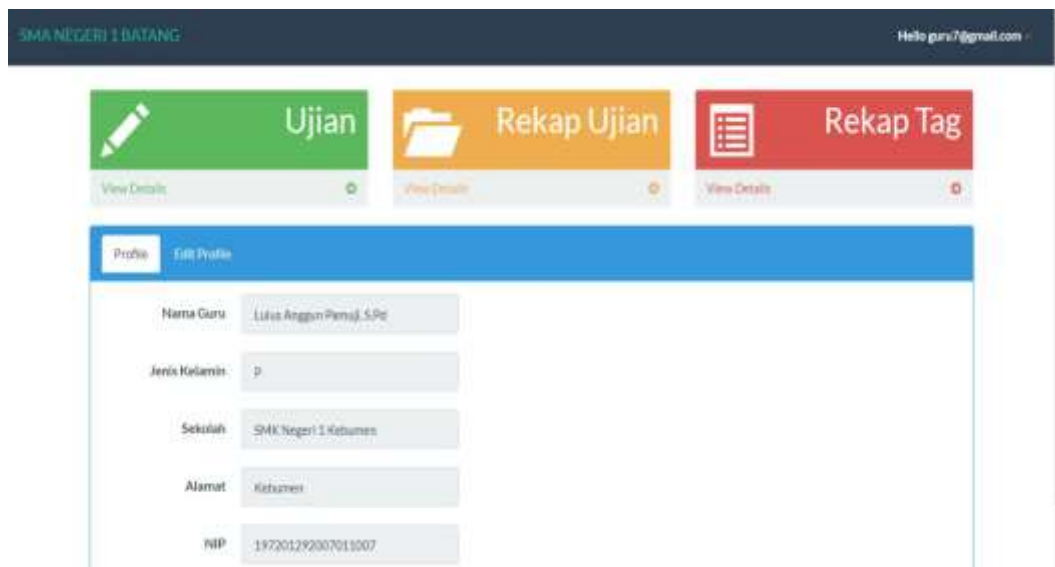 SMA NEGERI 1 BATANG Hello guru7@gmail.com
Ujian Rekap Ujian Rekap Tag
View Details View Details View Details
Profile Edit Profile
Nama Guru Lulus Anggun Pamuji, S.Pd
Jenis Kelamin P
Sekolah SMK Negeri 1 Kebumen
Alamat Kebumen
NIP 197201292007011007